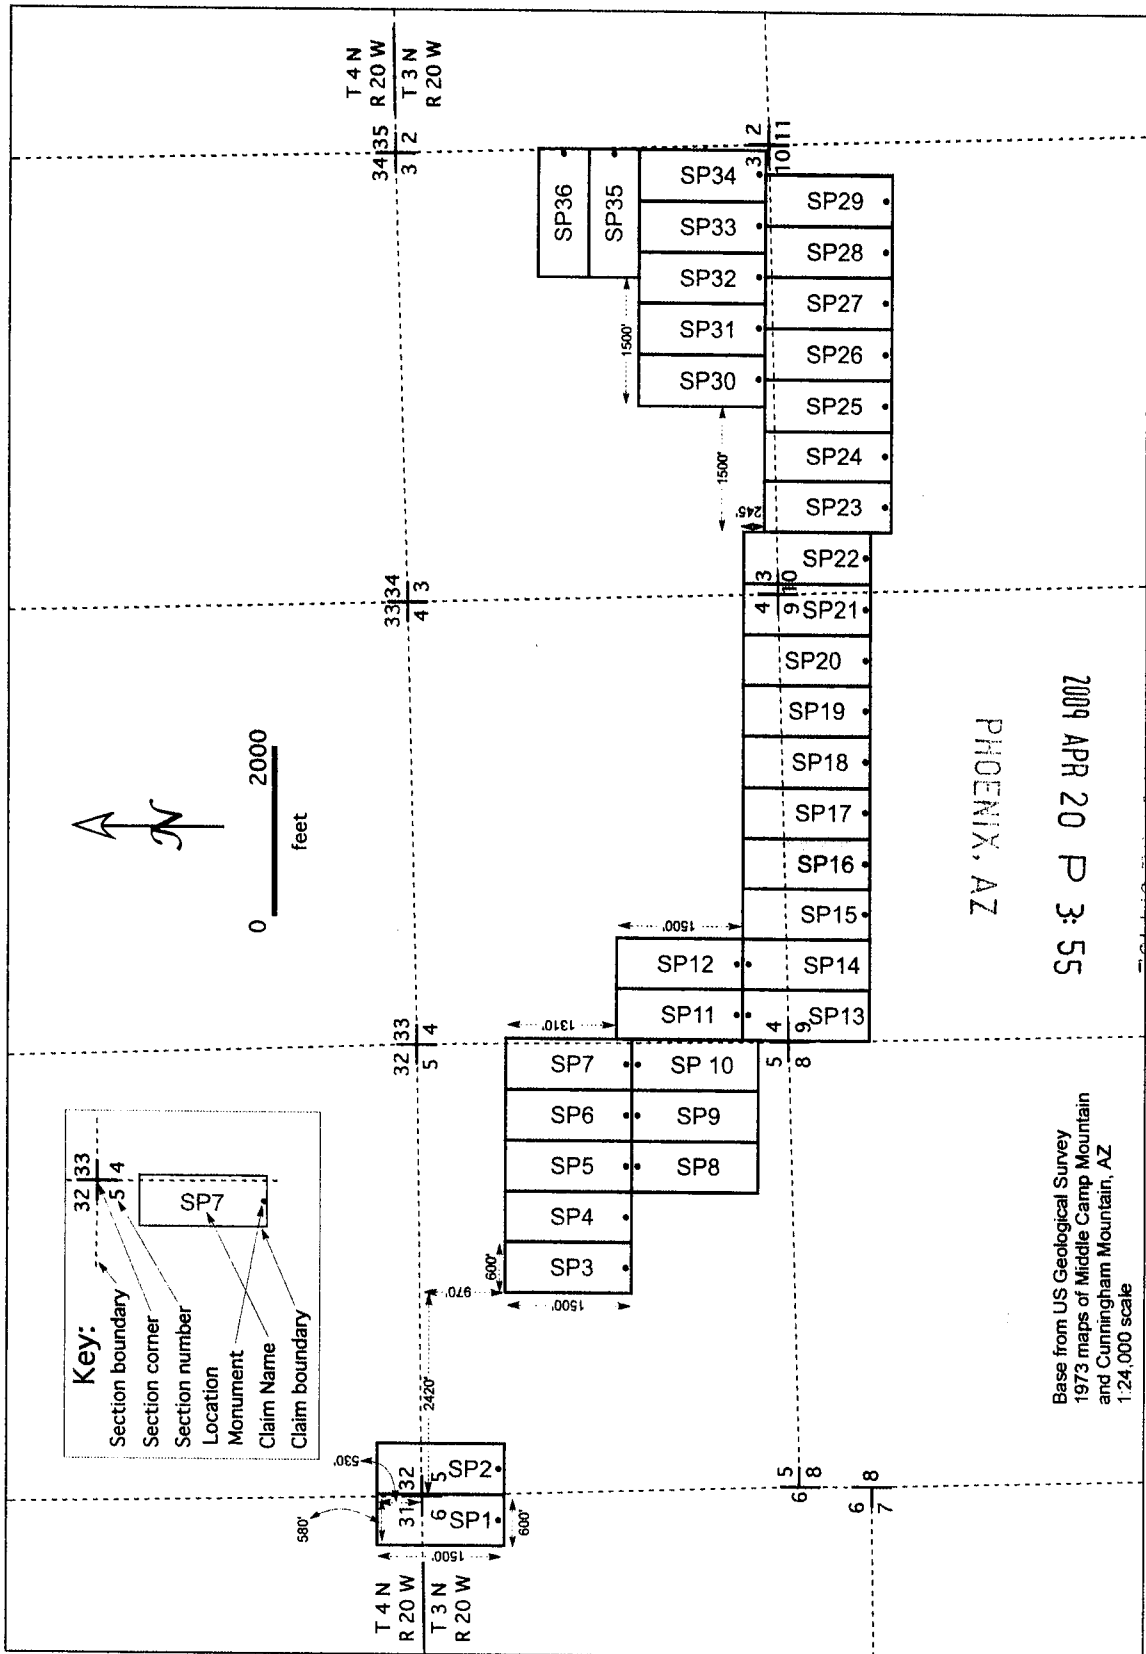 T 4 N
R 20 W
T 3 N
R 20 W
34 35
3 2
33 34
4 3
32 33
5 4
31 32
6 5
T 4 N
R 20 W
T 3 N
R 20 W
Key:
Section boundary
Section corner
Section number
Location
Monument
Claim Name
Claim boundary
32 33
5 4
SP7
N
0 2000
feet
580'
530'
1500'
600'
2420'
970'
600'
1500'
1310'
1500'
245'
1500'
1500'
SP1
SP2
SP3
SP4
SP5
SP6
SP7
SP8
SP9
SP 10
SP11
SP12
SP13
SP14
SP15
SP16
SP17
SP18
SP19
SP20
SP21
SP22
SP23
SP24
SP25
SP26
SP27
SP28
SP29
SP30
SP31
SP32
SP33
SP34
SP35
SP36
5
6 8
6 8
7
5 4
8 9
4 3
9 10
3 2
10 11
Base from US Geological Survey
1973 maps of Middle Camp Mountain
and Cunningham Mountain, AZ
1:24,000 scale
2009 APR 20 P 3:55
PHOENIX, AZ